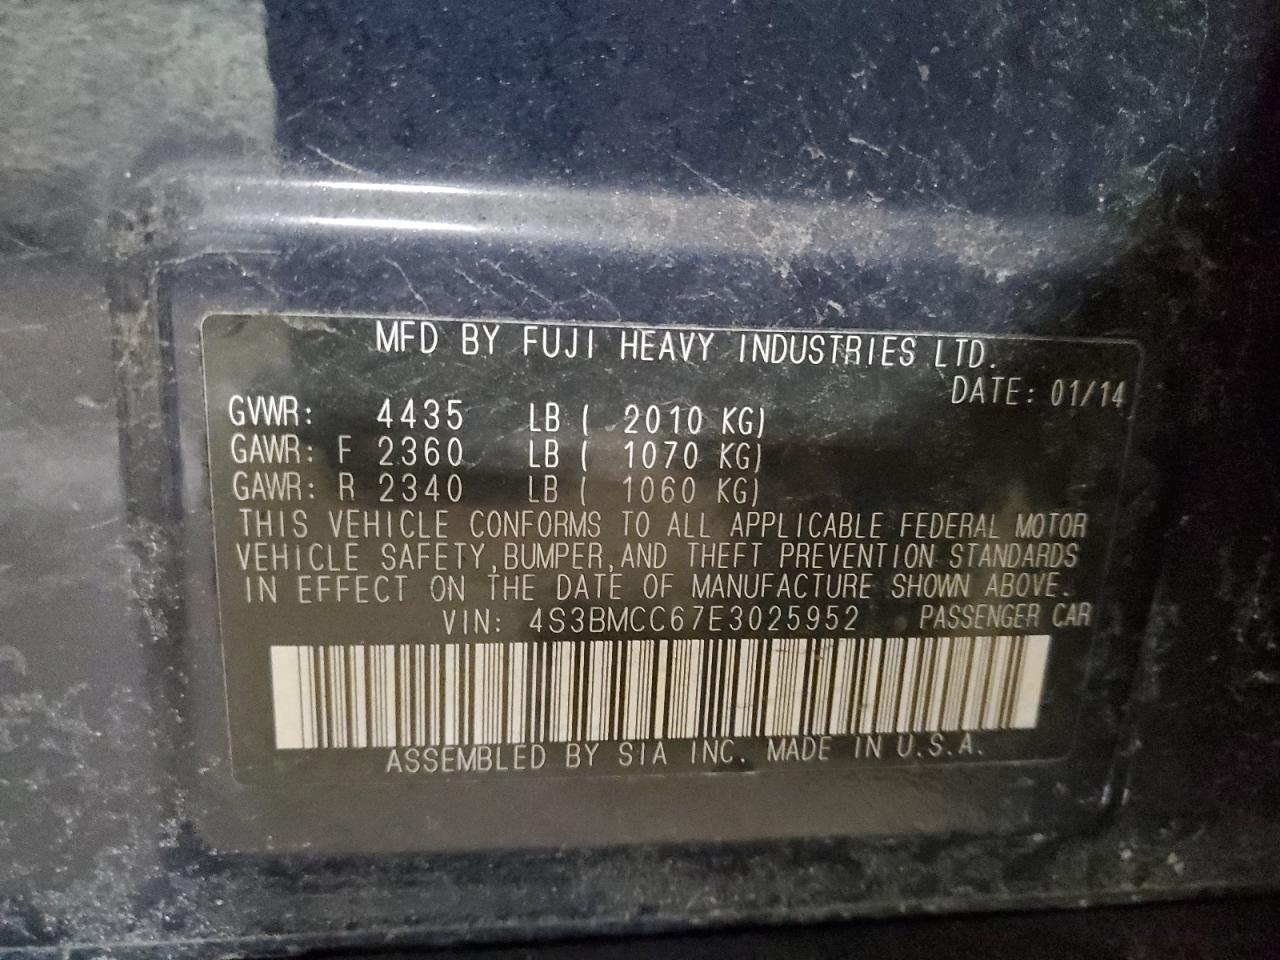 MFD BY FUJI HEAVY INDUSTRIES LTD.
DATE: 01/14
GVWR: 4435 LB ( 2010 KG)
GAWR: F 2360 LB ( 1070 KG)
GAWR: R 2340 LB ( 1060 KG)
THIS VEHICLE CONFORMS TO ALL APPLICABLE FEDERAL MOTOR
VEHICLE SAFETY, BUMPER, AND THEFT PREVENTION STANDARDS
IN EFFECT ON THE DATE OF MANUFACTURE SHOWN ABOVE.
VIN: 4S3BMCC67E3025952 PASSENGER CAR
ASSEMBLED BY SIA INC. MADE IN U.S.A.